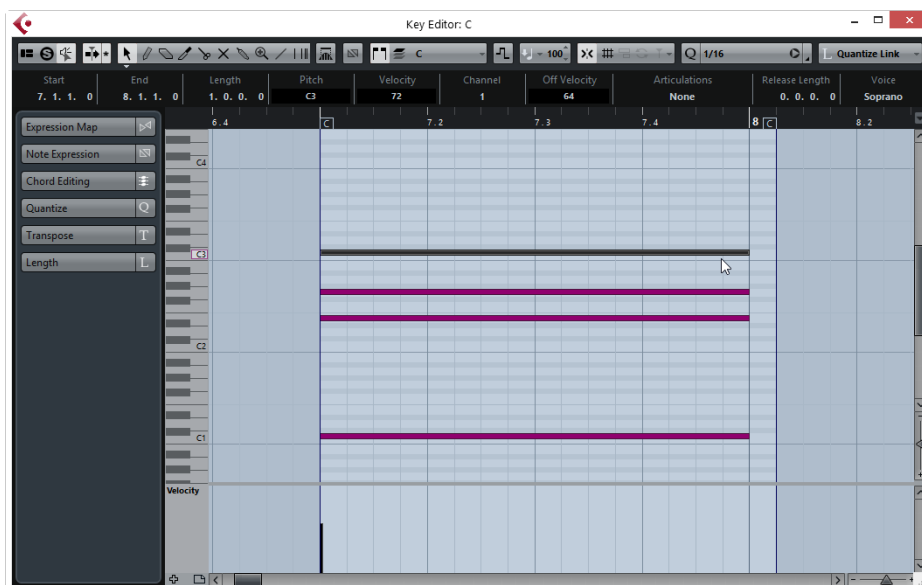 Key Editor: C
S 100 C Q 1/16 L Quantize Link
Start End Length Pitch Velocity Channel Off Velocity Articulations Release Length Voice
7. 1. 1. 0 8. 1. 1. 0 1. 0. 0. 0 C3 72 1 64 None 0. 0. 0. 0 Soprano
6.4 C 7.2 7.3 7.4 8 C 8.2
Expression Map
Note Expression
Chord Editing
Quantize Q
Transpose T
Length L
C4
C3
C2
C1
Velocity